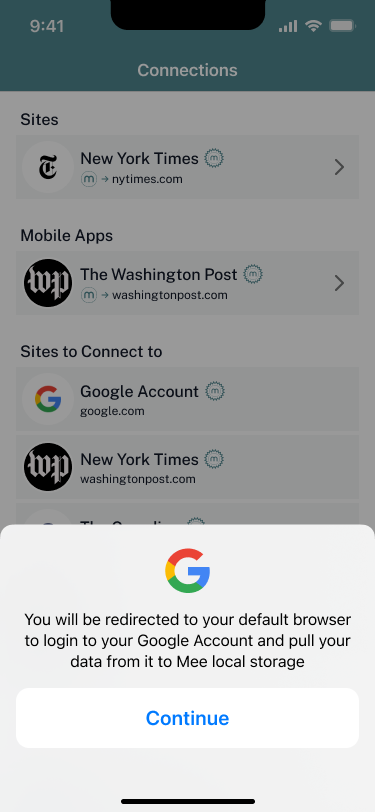 9:41
Connections
Sites
New York Times
m → nytimes.com
Mobile Apps
The Washington Post
m → washingtonpost.com
Sites to Connect to
Google Account
google.com
New York Times
washingtonpost.com
You will be redirected to your default browser
to login to your Google Account and pull your
data from it to Mee local storage
Continue